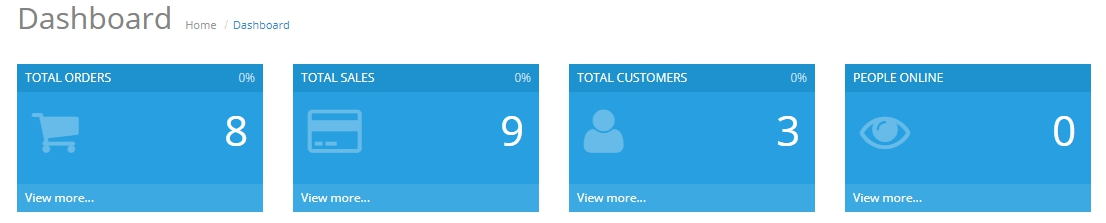 Dashboard Home / Dashboard
TOTAL ORDERS 0% TOTAL SALES 0% TOTAL CUSTOMERS 0% PEOPLE ONLINE
8 9 3 0
View more... View more... View more... View more...